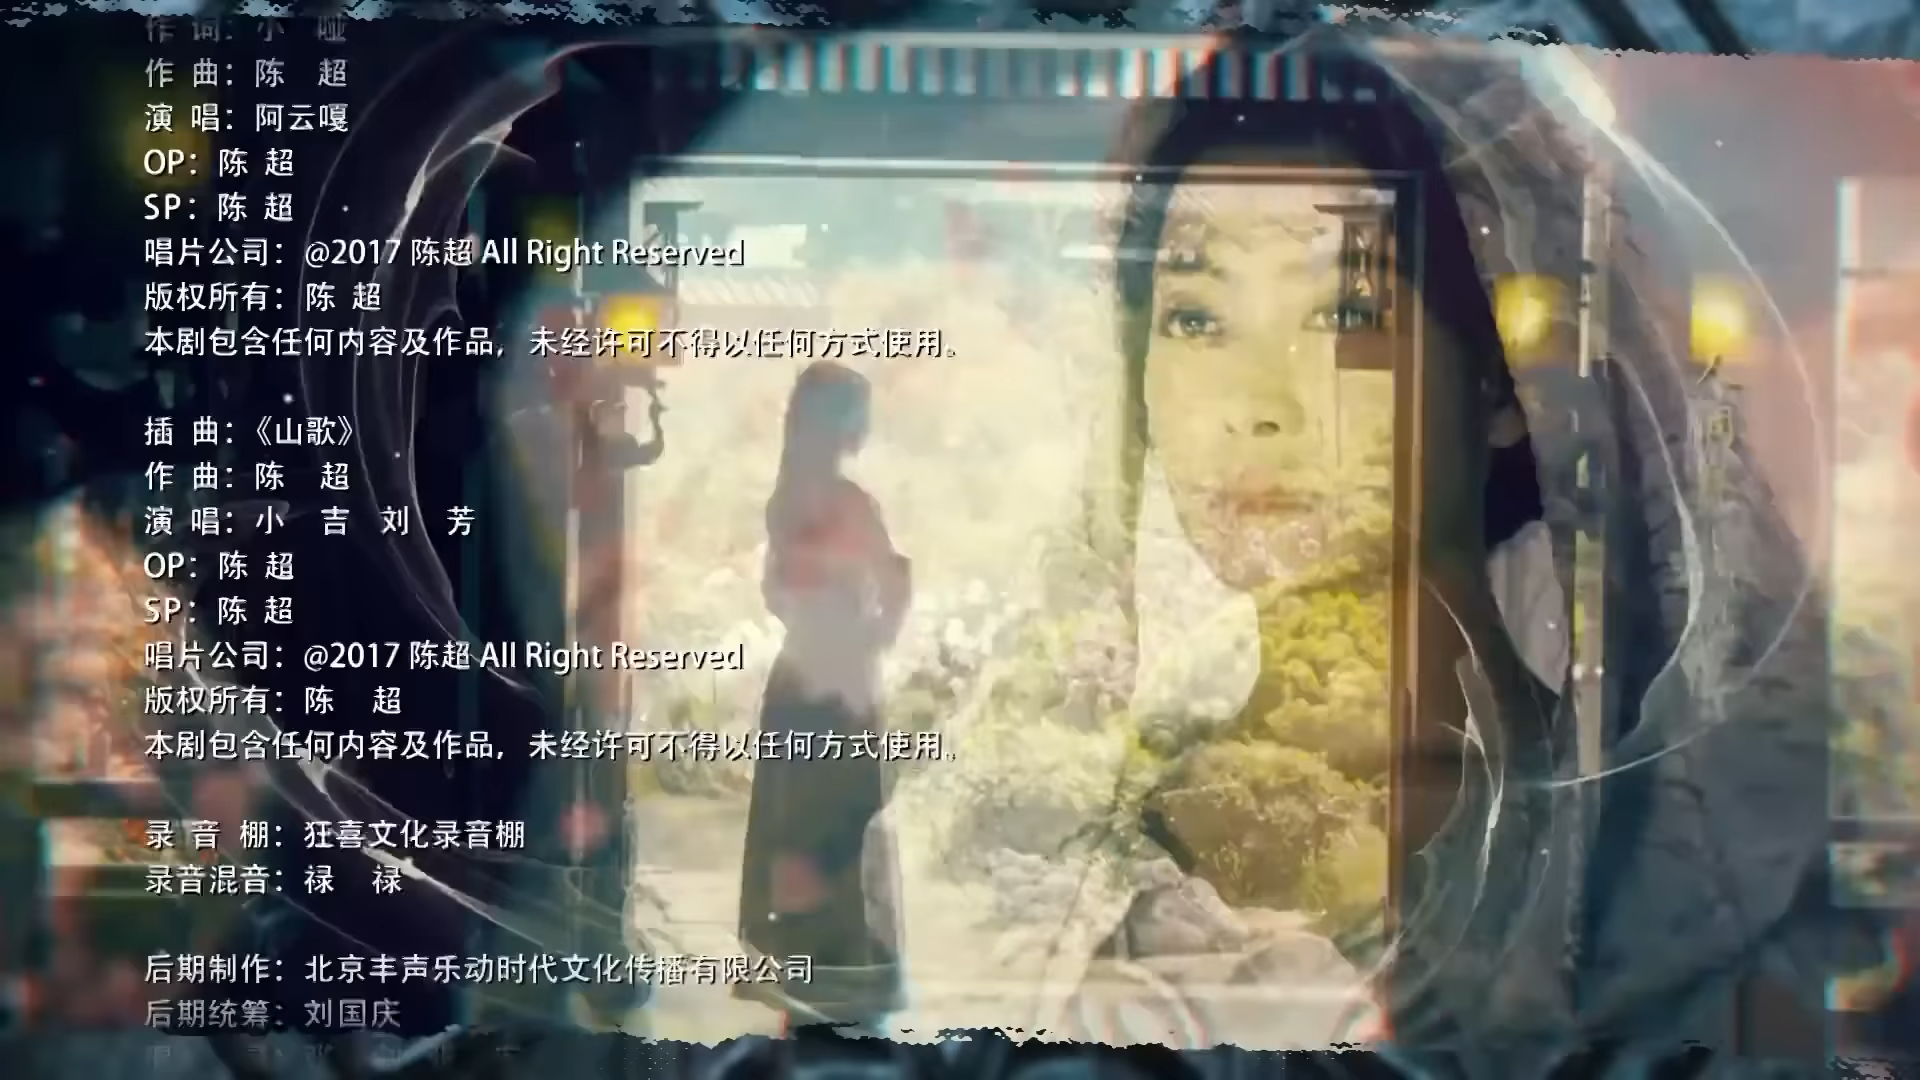 作 词：小 哑
作 曲：陈 超
演 唱：阿云嘎
OP：陈 超
SP：陈 超
唱片公司：@2017 陈超 All Right Reserved
版权所有：陈 超
本剧包含任何内容及作品，未经许可不得以任何方式使用。
插 曲：《山歌》
作 曲：陈 超
演 唱：小 吉 刘 芳
OP：陈 超
SP：陈 超
唱片公司：@2017 陈超 All Right Reserved
版权所有：陈 超
本剧包含任何内容及作品，未经许可不得以任何方式使用。
录 音 棚：狂喜文化录音棚
录音混音：禄 禄
后期制作：北京丰声乐动时代文化传播有限公司
后期统筹：刘国庆